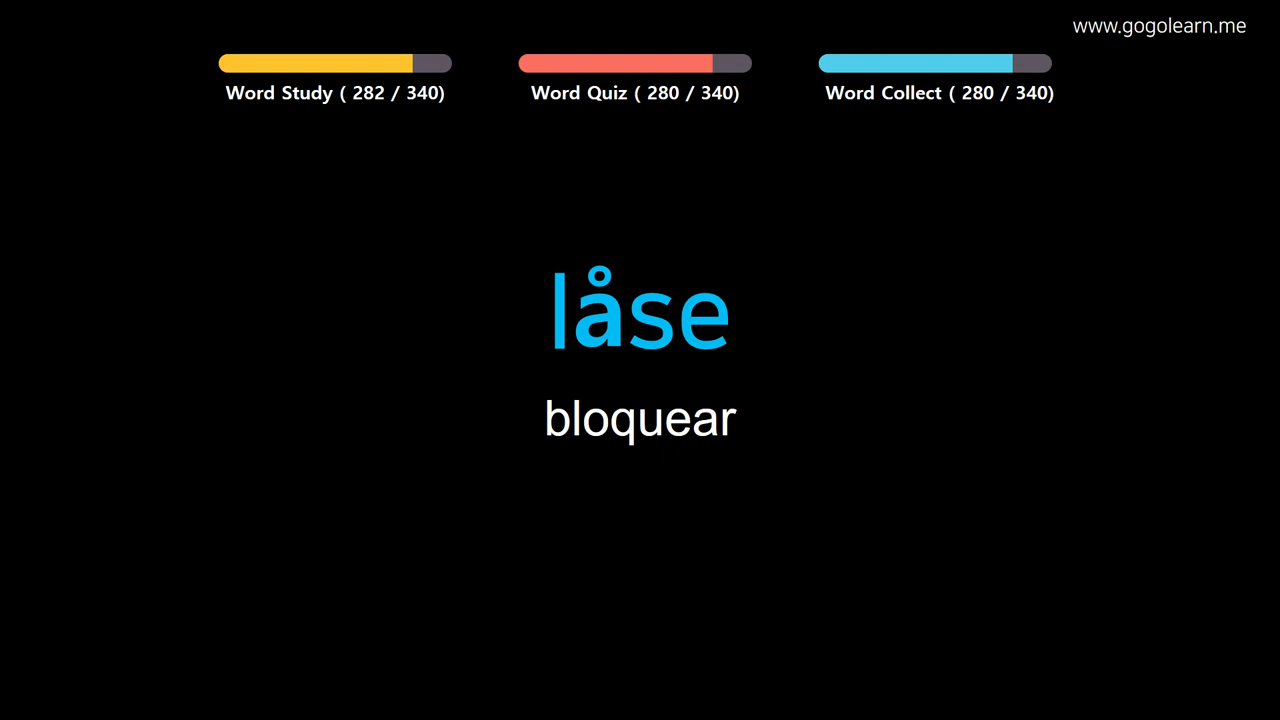 www.gogolearn.me
Word Study ( 282 / 340)
Word Quiz ( 280 / 340)
Word Collect ( 280 / 340)
låse
bloquear